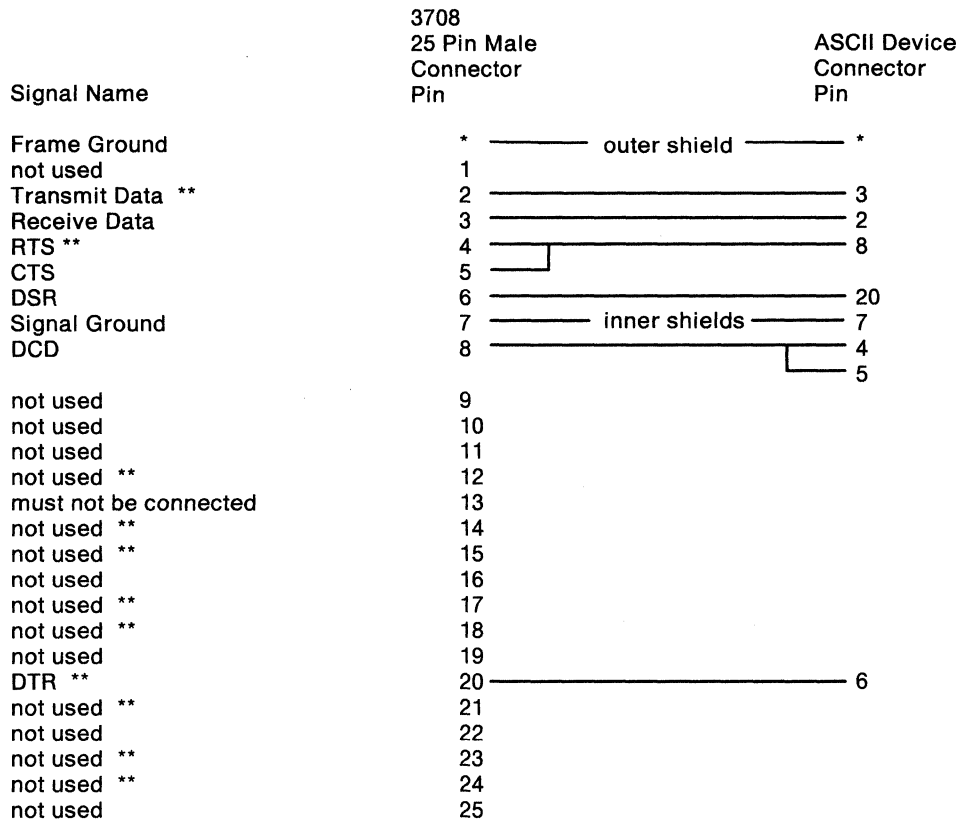 3708
25 Pin Male ASCII Device
Connector Connector
Signal Name Pin Pin
Frame Ground * outer shield *
not used 1
Transmit Data ** 2 3
Receive Data 3 2
RTS ** 4 8
CTS 5
DSR 6 20
Signal Ground 7 inner shields 7
DCD 8 4
5
not used 9
not used 10
not used 11
not used ** 12
must not be connected 13
not used ** 14
not used ** 15
not used 16
not used ** 17
not used ** 18
not used 19
DTR ** 20 6
not used ** 21
not used 22
not used ** 23
not used ** 24
not used 25